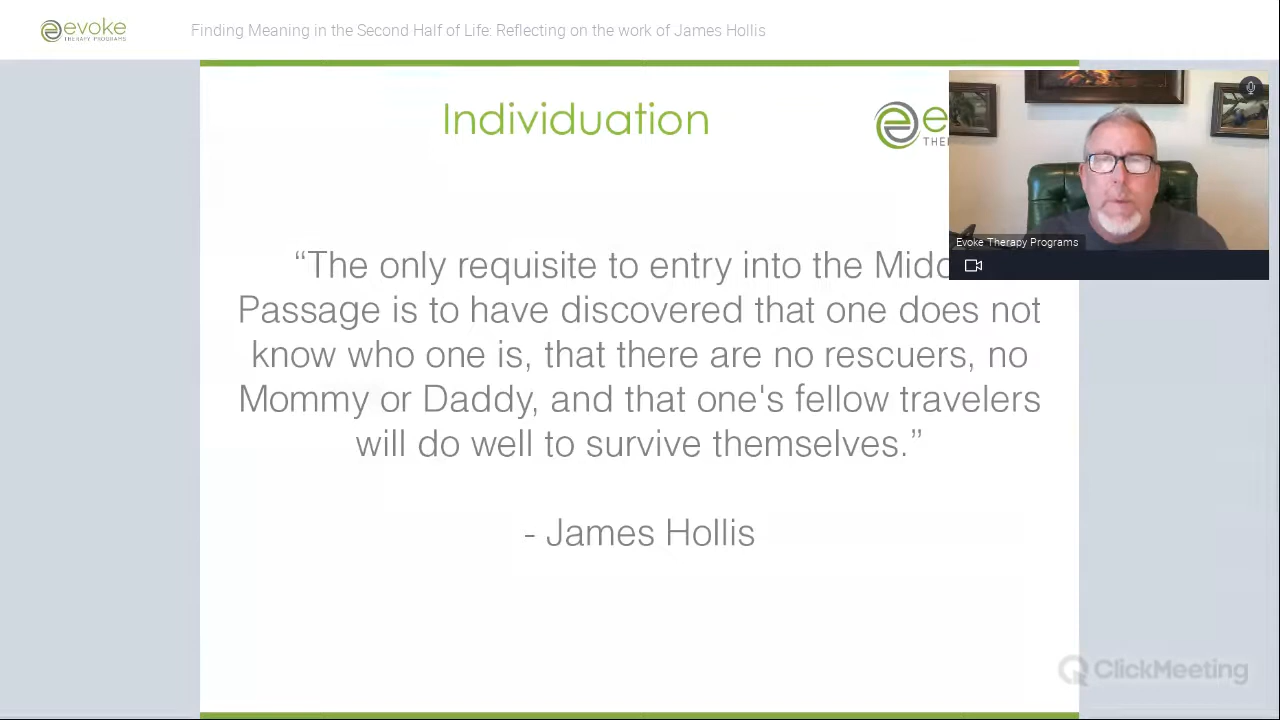 evoke
THERAPY PROGRAMS
Finding Meaning in the Second Half of Life: Reflecting on the work of James Hollis
Individuation
e
THE
Evoke Therapy Programs
“The only requisite to entry into the Midd
Passage is to have discovered that one does not
know who one is, that there are no rescuers, no
Mommy or Daddy, and that one's fellow travelers
will do well to survive themselves.”
- James Hollis
ClickMeeting